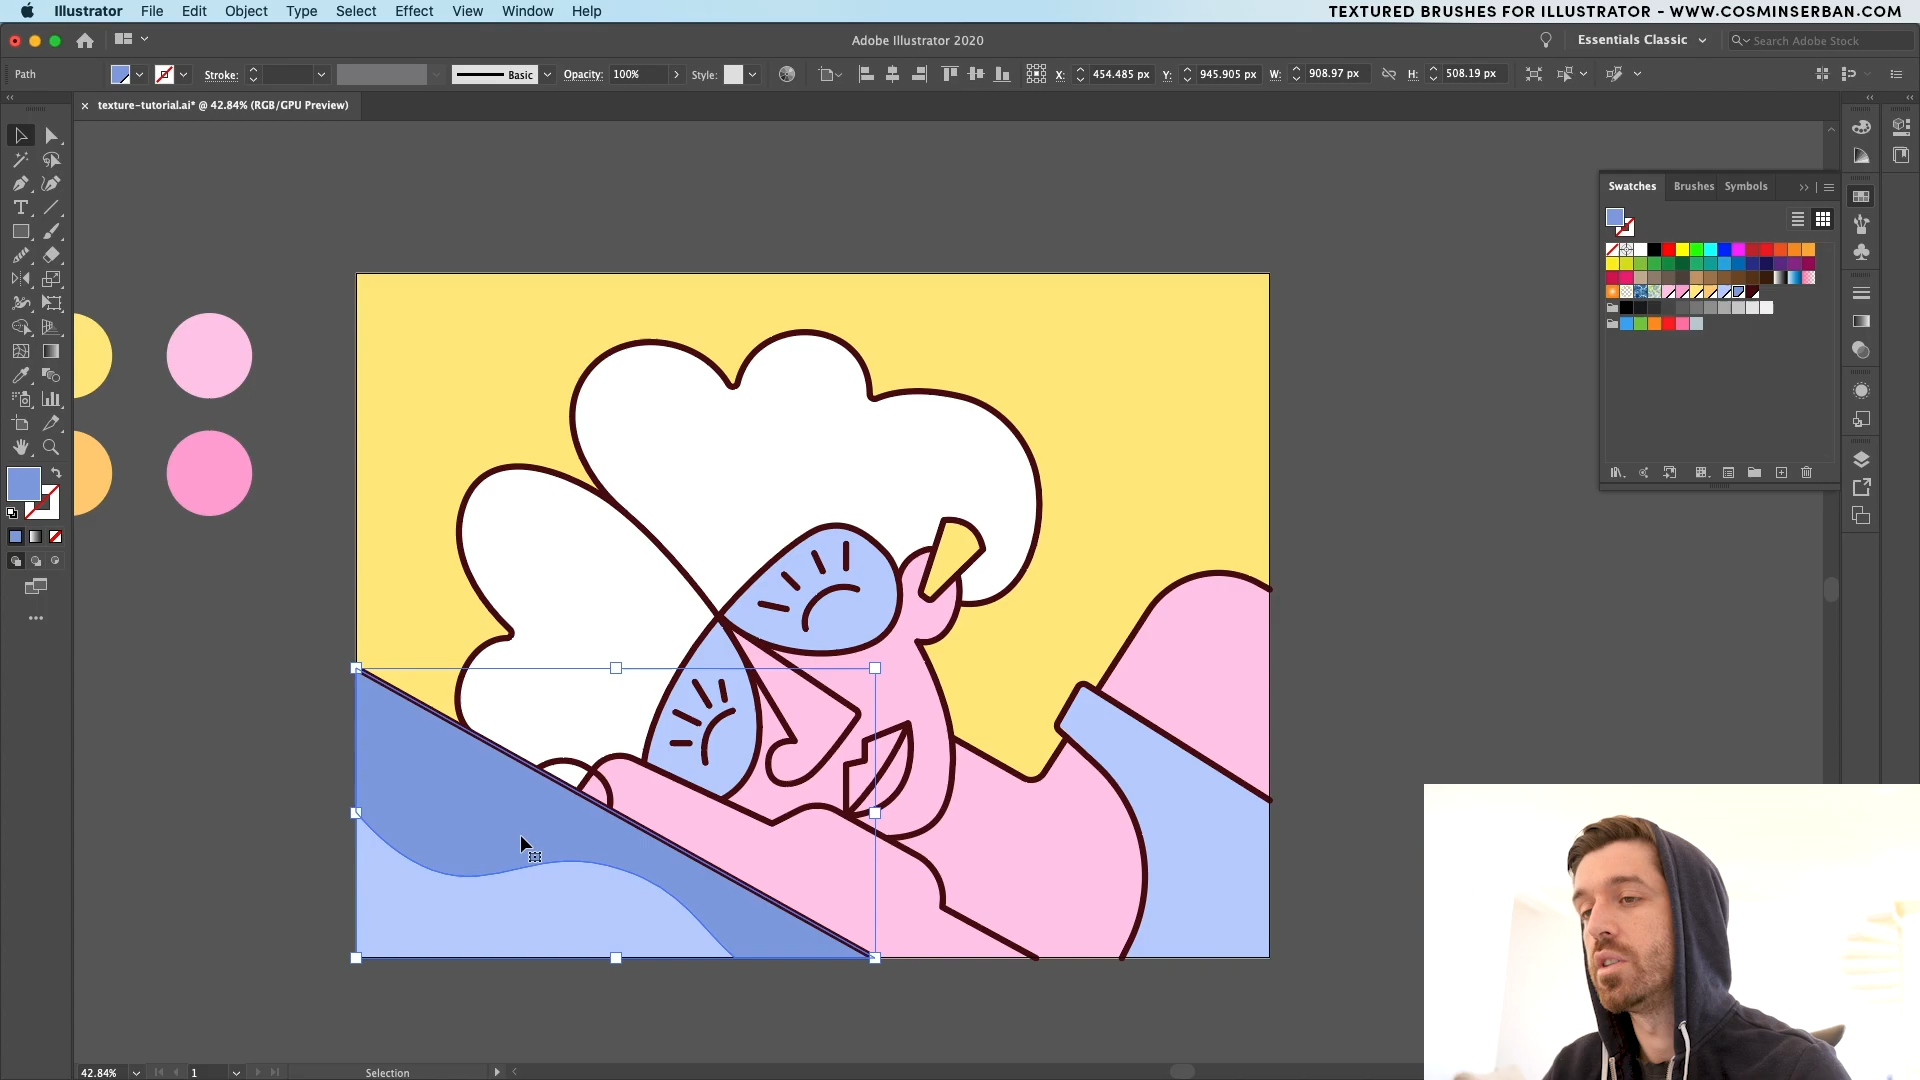 Illustrator File Edit Object Type Select Effect View Window Help
TEXTURED BRUSHES FOR ILLUSTRATOR - WWW.COSMINSERBAN.COM
Adobe Illustrator 2020
Essentials Classic
Search Adobe Stock
Path Stroke: Basic Opacity: 100% Style: X: 454.485 px Y: 945.905 px W: 908.97 px H: 508.19 px
texture-tutorial.ai* @ 42.84% (RGB/GPU Preview)
Swatches Brushes Symbols
42.84% 1 Selection